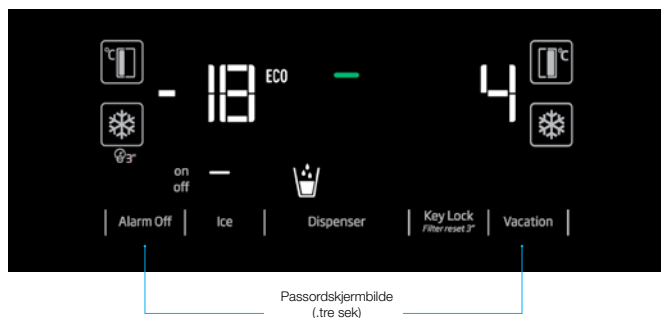 °C
°C
- 18 ECO
4
3"
on
off
Alarm Off Ice Dispenser Key Lock Vacation
Filter reset 3"
Passordskjermbilde
(.tre sek)